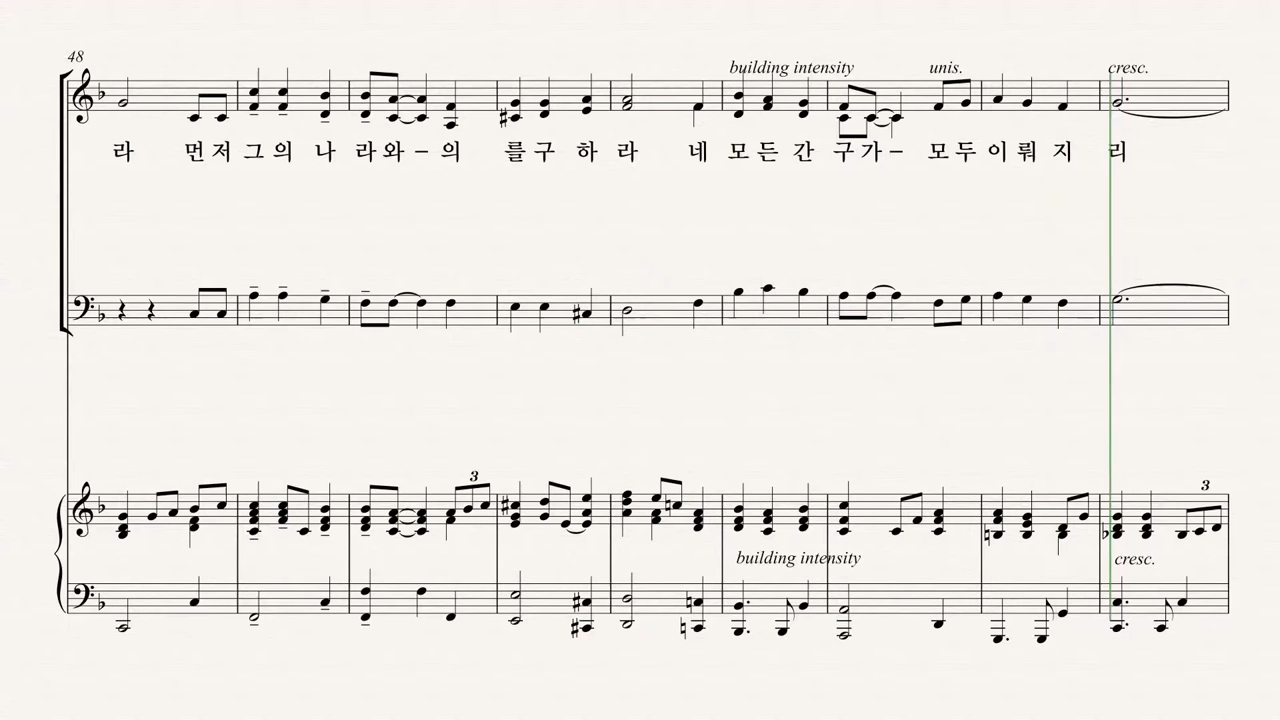 48
building intensity unis. cresc.
라 먼저 그의 나 라와 – 의 를구 하 라 네 모든 간 구가 – 모두이 뤄 지 리
3 3
building intensity cresc.